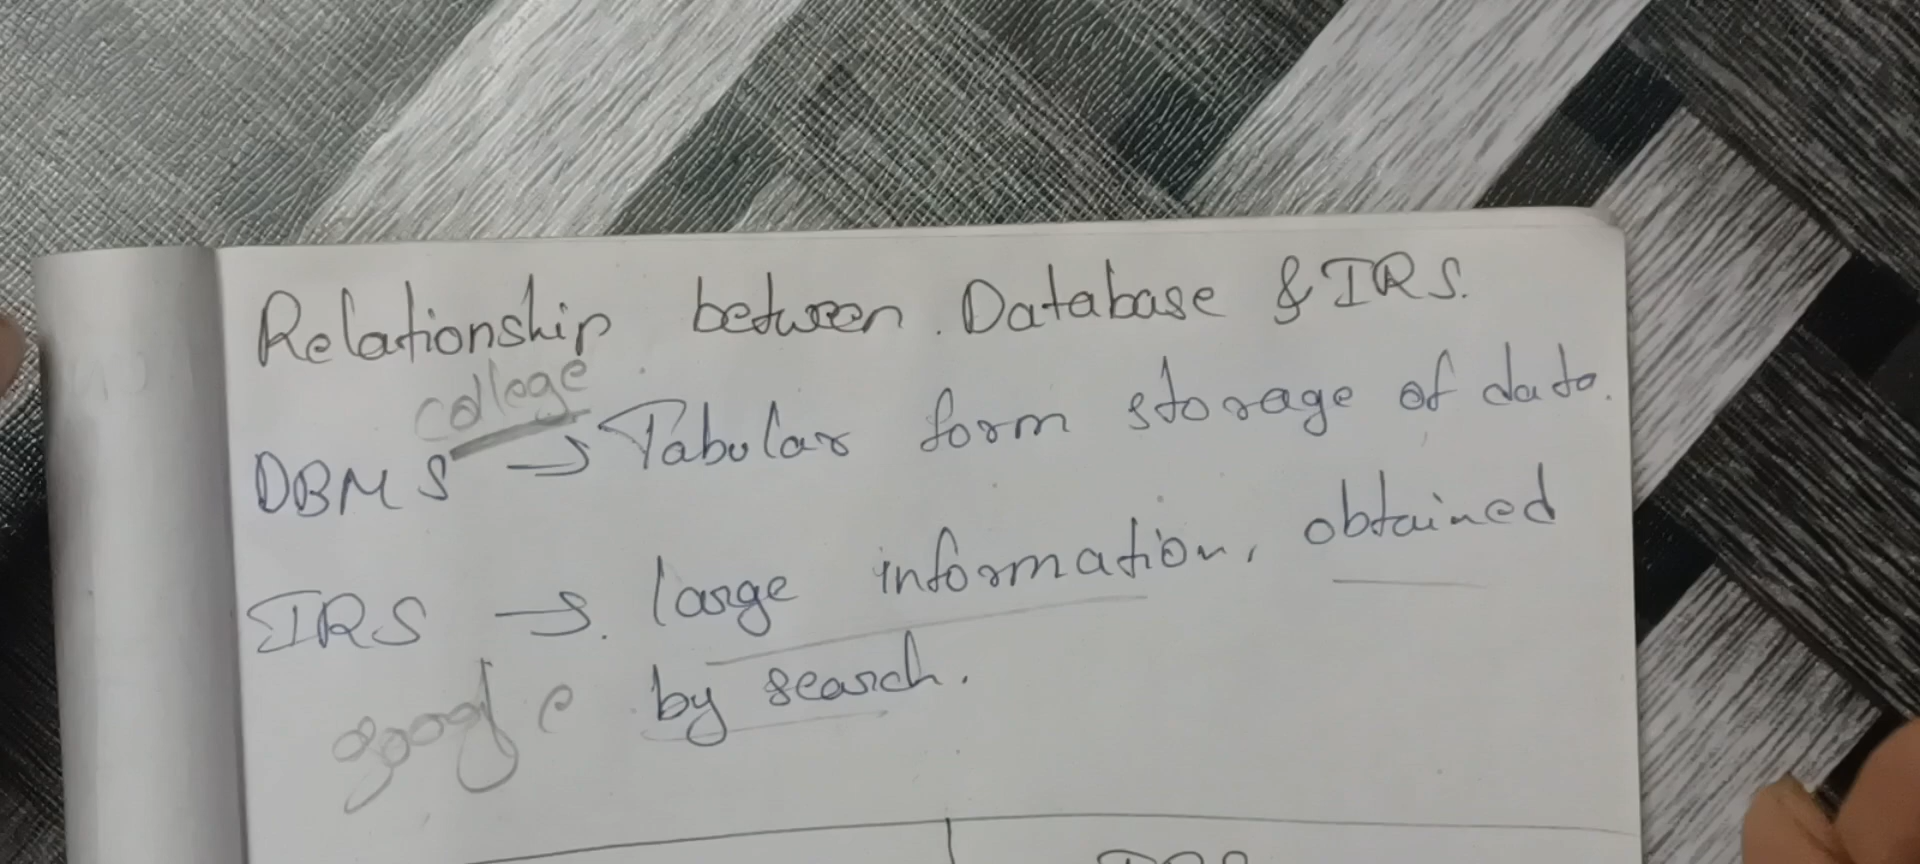 Relationship between Database & IRS.
college
DBMS → Tabular form storage of data.
IRS → large information, obtained
google by search.